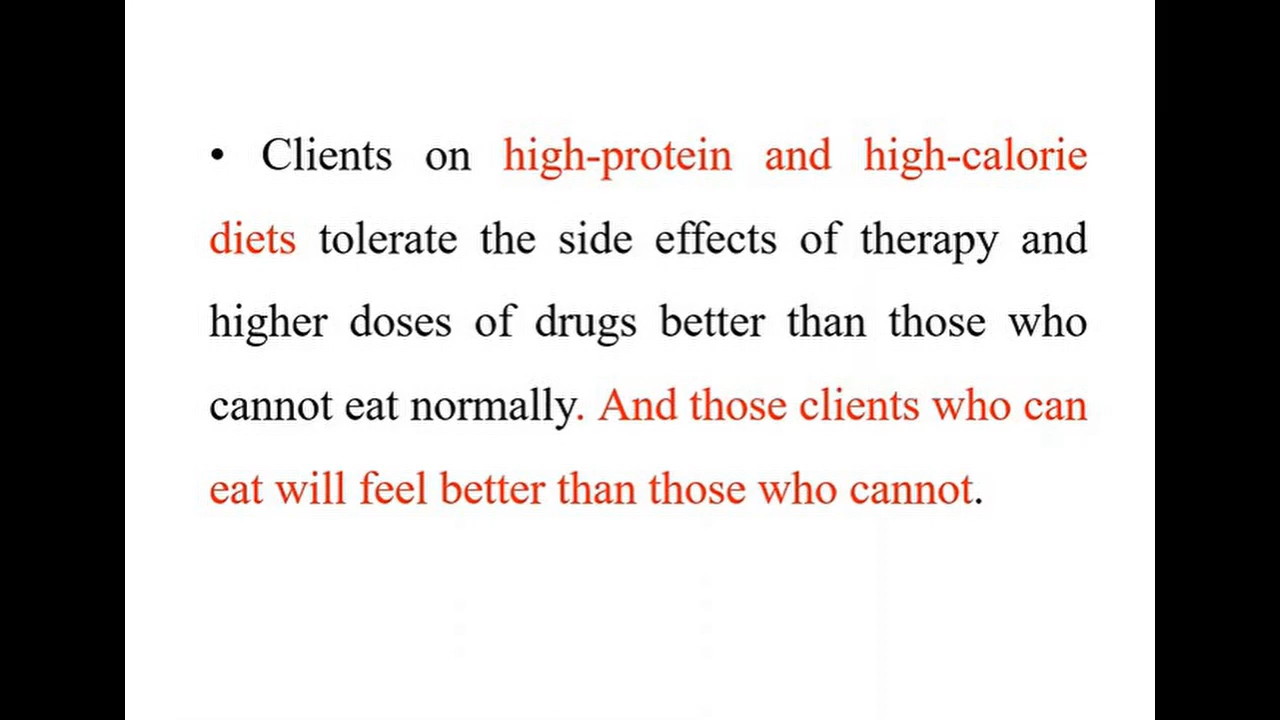 • Clients on high-protein and high-calorie
diets tolerate the side effects of therapy and
higher doses of drugs better than those who
cannot eat normally. And those clients who can
eat will feel better than those who cannot.